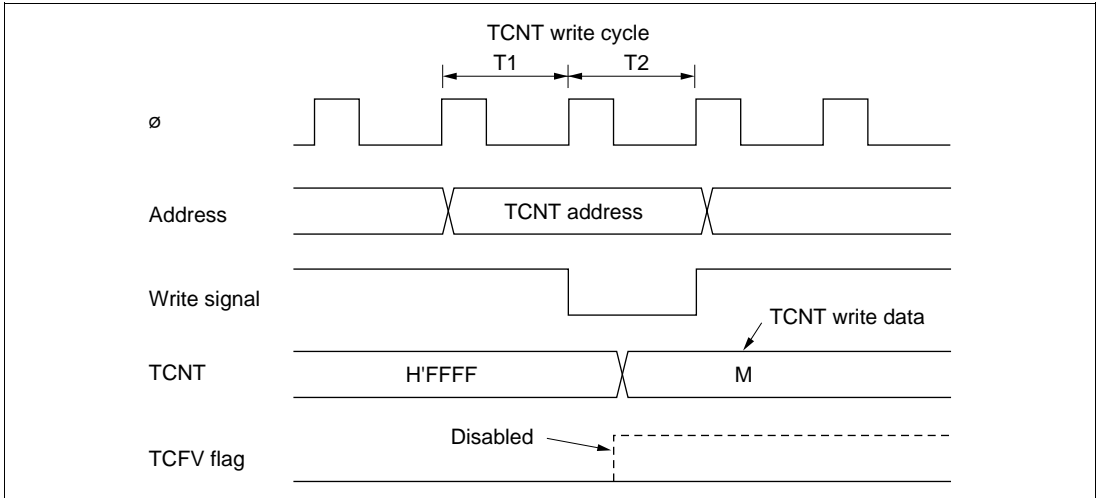 TCNT write cycle
T1 T2
ø
Address TCNT address
Write signal
TCNT write data
TCNT H'FFFF M
Disabled
TCFV flag